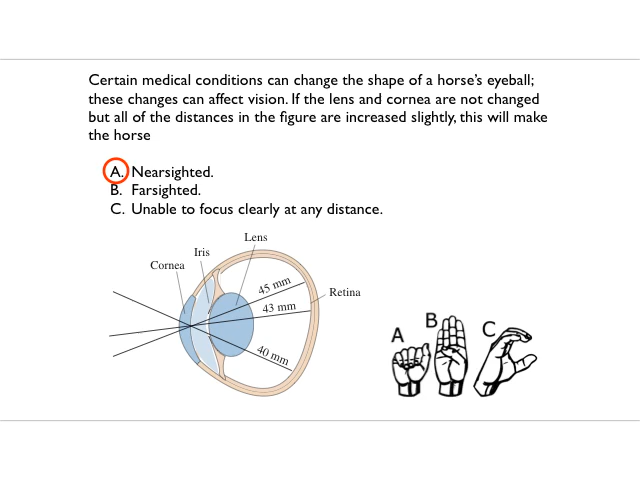 Certain medical conditions can change the shape of a horse's eyeball;
these changes can affect vision. If the lens and cornea are not changed
but all of the distances in the figure are increased slightly, this will make
the horse
A. Nearsighted.
B. Farsighted.
C. Unable to focus clearly at any distance.
Lens
Iris
Cornea
45 mm
Retina
43 mm
40 mm
A
B
C